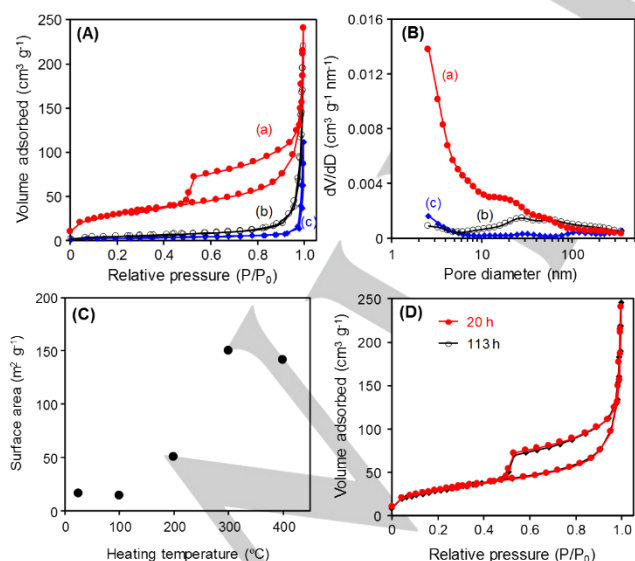 (A)
Volume adsorbed (cm³ g⁻¹)
250
200
150
100
50
0
(a)
(b)
(c)
0.0 0.2 0.4 0.6 0.8 1.0
Relative pressure (P/P₀)
(B)
dV/dD (cm³ g⁻¹ nm⁻¹)
0.016
0.012
0.008
0.004
0.000
(a)
(b)
(c)
1 10 100
Pore diameter (nm)
(C)
Surface area (m² g⁻¹)
200
150
100
50
0
0 100 200 300 400
Heating temperature (ºC)
(D)
Volume adsorbed (cm³ g⁻¹)
250
200
150
100
50
0
20 h
113 h
0.0 0.2 0.4 0.6 0.8 1.0
Relative pressure (P/P₀)